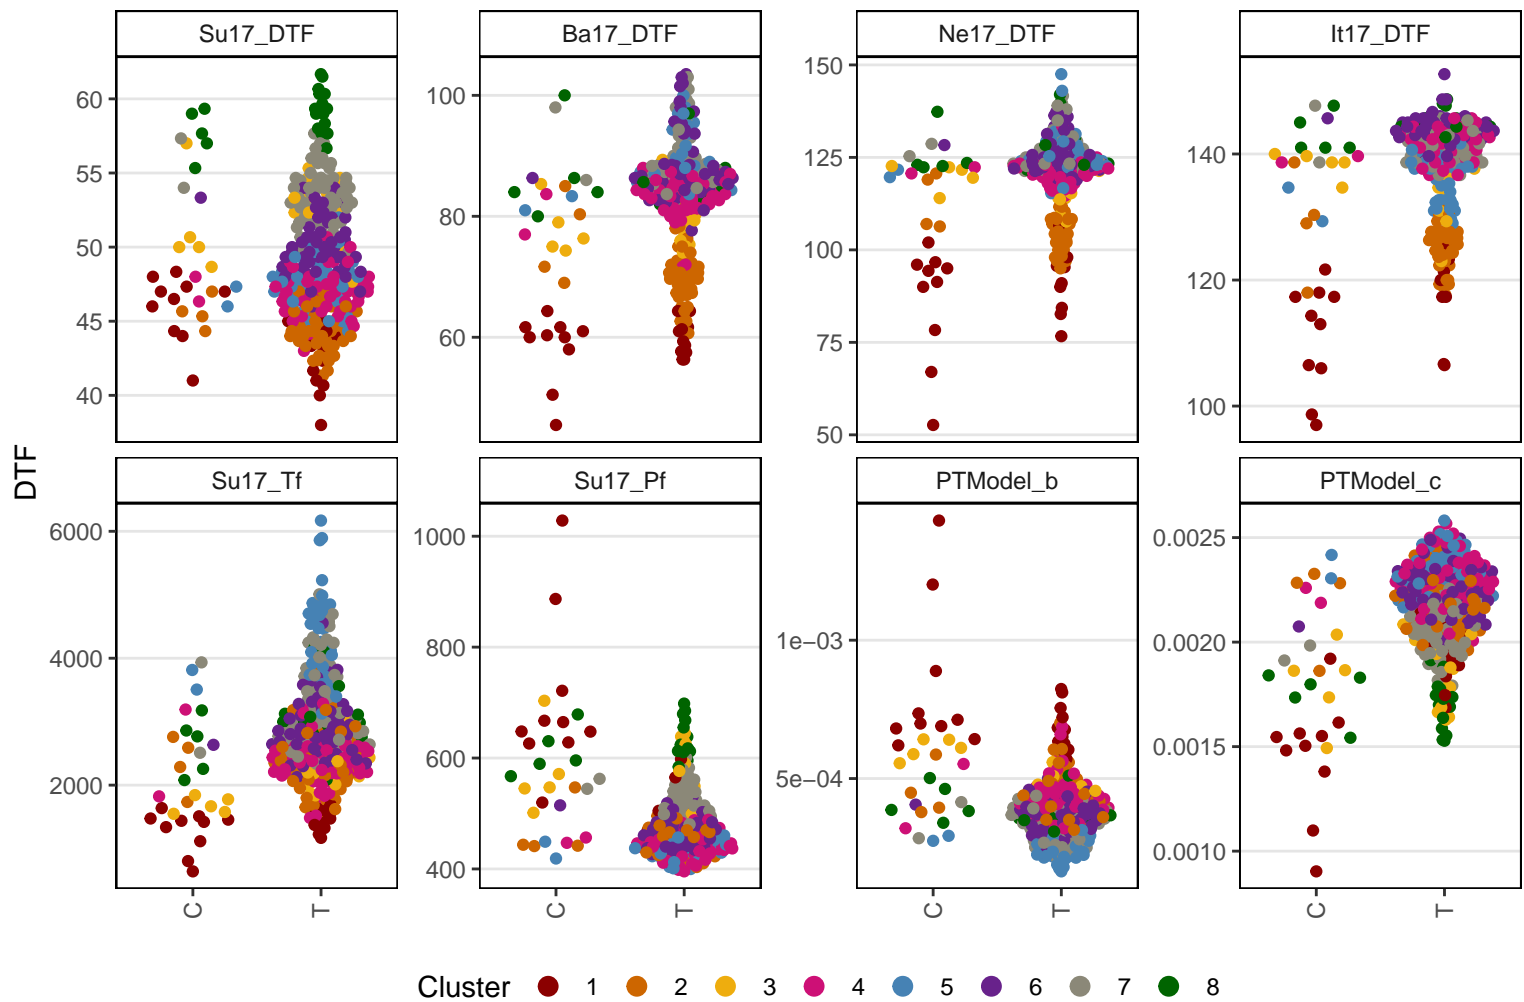 Su17_DTF
Ba17_DTF
Ne17_DTF
It17_DTF
60
55
50
45
40
100
80
60
150
125
100
75
50
140
120
100
DTF
Su17_Tf
Su17_Pf
PTModel_b
PTModel_c
6000
4000
2000
1000
800
600
400
1e−03
5e−04
0.0025
0.0020
0.0015
0.0010
C T C T C T C T
Cluster 1 2 3 4 5 6 7 8